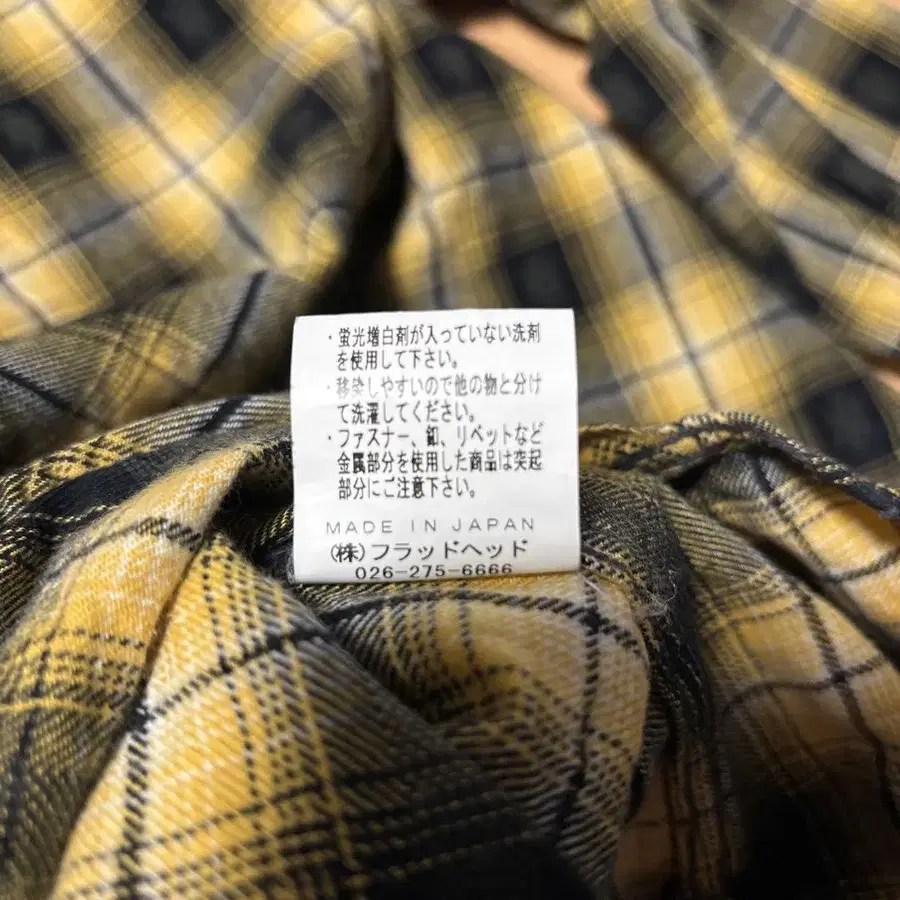 ・蛍光増白剤が入っていない洗剤
を使用して下さい。
・移染しやすいので他の物と分け
て洗濯してください。
・ファスナー、釦、リベットなど
金属部分を使用した商品は突起
部分にご注意下さい。
MADE IN JAPAN
（株）フラッドヘッド
026-275-6666